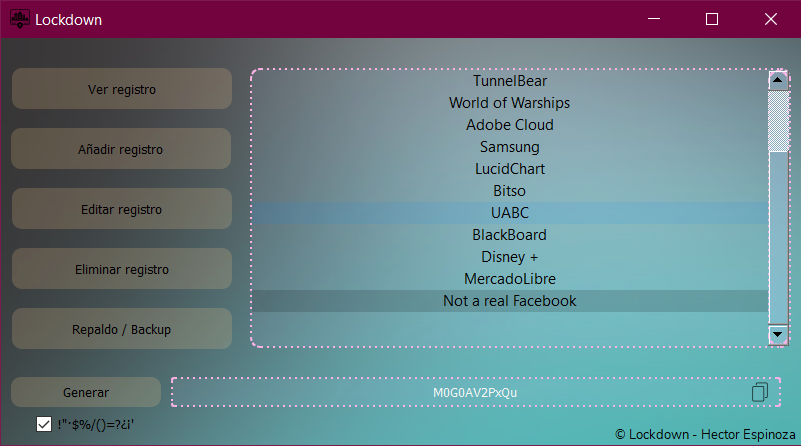 Lockdown
Ver registro
Añadir registro
Editar registro
Eliminar registro
Repaldo / Backup
TunnelBear
World of Warships
Adobe Cloud
Samsung
LucidChart
Bitso
UABC
BlackBoard
Disney +
MercadoLibre
Not a real Facebook
Generar
M0G0AV2PxQu
!"·$%/()=?¿¡'
© Lockdown - Hector Espinoza